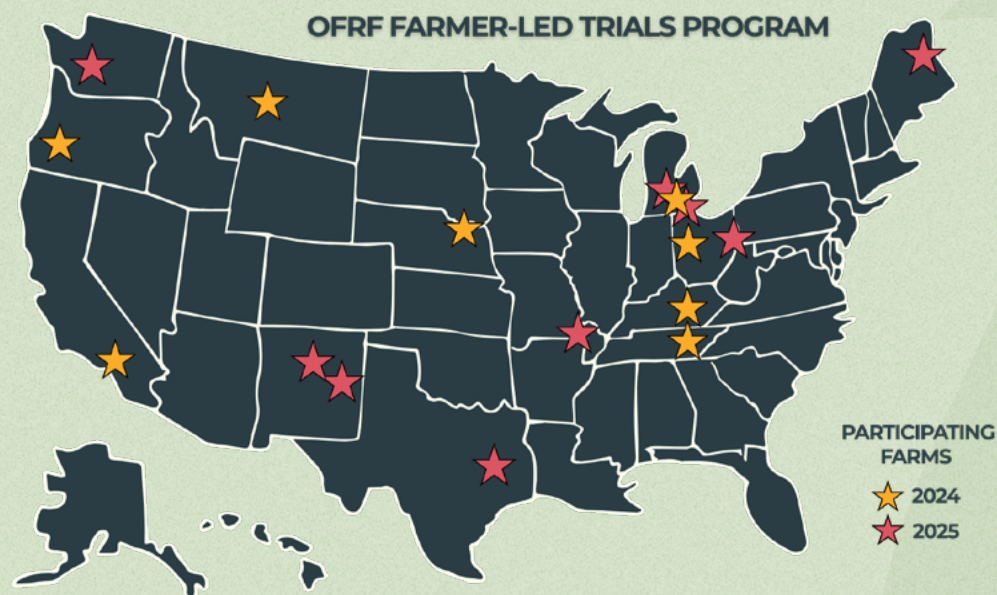 OFRF FARMER-LED TRIALS PROGRAM
PARTICIPATING
FARMS
2024
2025